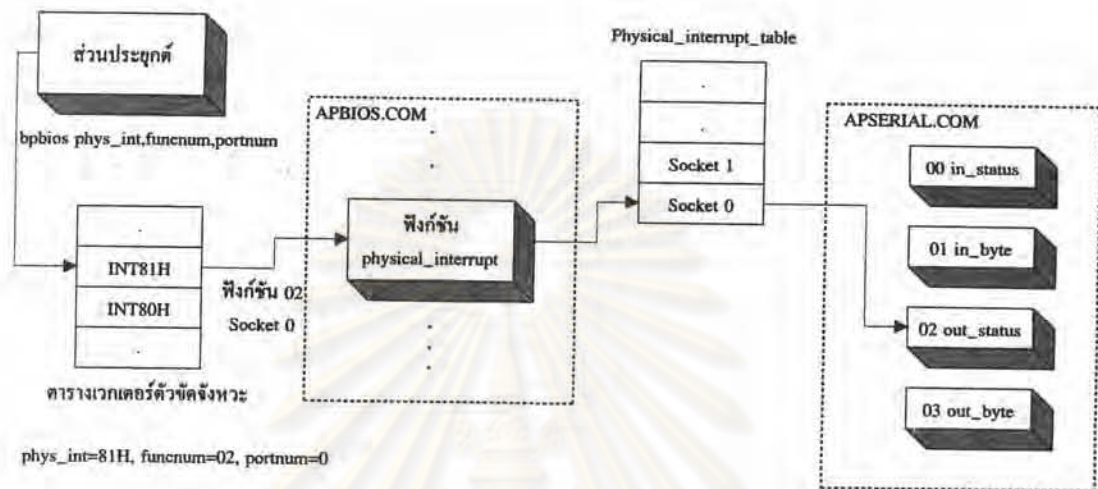 ส่วนประยุกต์
bpbios phys_int,funcnum,portnum
.
INT81H
INT80H
.
ตารางเวกเตอร์ตัวขัดจังหวะ
phys_int=81H, funcnum=02, portnum=0
ฟังก์ชัน 02
Socket 0
APBIOS.COM
.
.
ฟังก์ชัน
physical_interrupt
.
.
.
Physical_interrupt_table
.
.
Socket 1
Socket 0
APSERIAL.COM
00 in_status
01 in_byte
02 out_status
03 out_byte